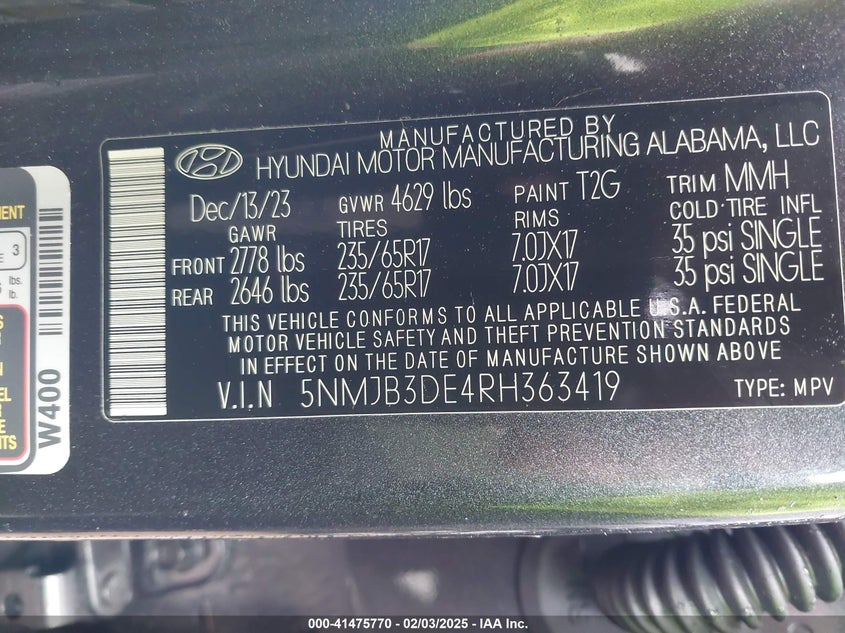 MANUFACTURED BY
HYUNDAI MOTOR MANUFACTURING ALABAMA, LLC
Dec/13/23 GVWR 4629 lbs PAINT T2G TRIM MMH
GAWR TIRES RIMS COLD TIRE INFL
FRONT 2778 lbs 235/65R17 7.0JX17 35 psi SINGLE
REAR 2646 lbs 235/65R17 7.0JX17 35 psi SINGLE
THIS VEHICLE CONFORMS TO ALL APPLICABLE U.S.A. FEDERAL
MOTOR VEHICLE SAFETY AND THEFT PREVENTION STANDARDS
IN EFFECT ON THE DATE OF MANUFACTURE SHOWN ABOVE
V.I.N 5NMJB3DE4RH363419 TYPE: MPV
3
lbs.
lb.
W400
000-41475770 - 02/03/2025 - IAA Inc.